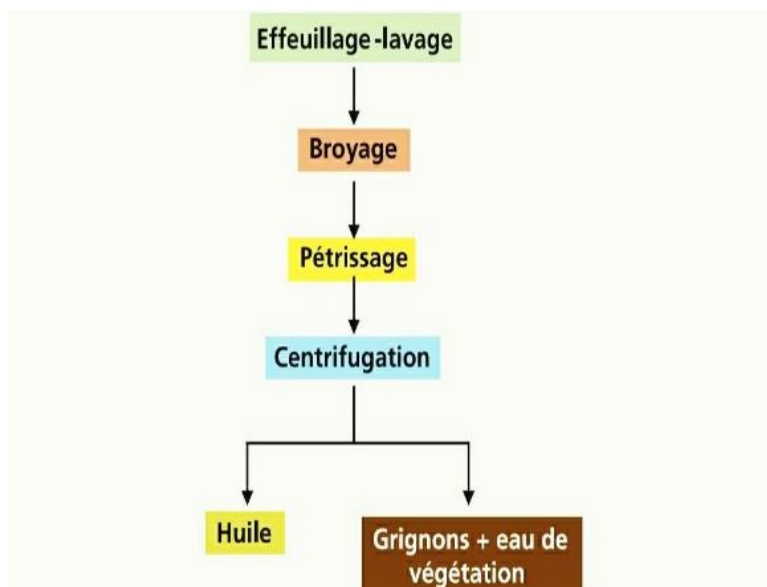 Effeuillage-lavage
Broyage
Pétrissage
Centrifugation
Huile
Grignons + eau de
végétation